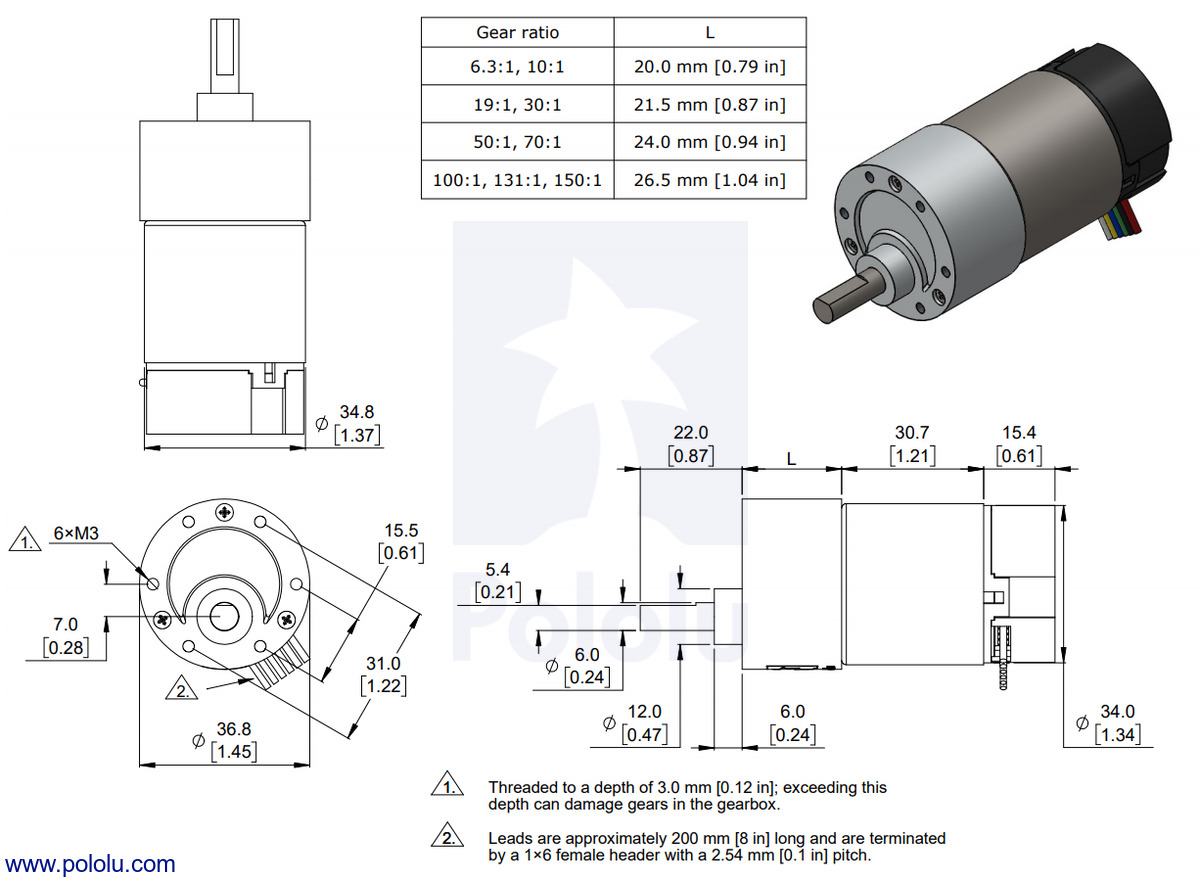 Gear ratio L
6.3:1, 10:1 20.0 mm [0.79 in]
19:1, 30:1 21.5 mm [0.87 in]
50:1, 70:1 24.0 mm [0.94 in]
100:1, 131:1, 150:1 26.5 mm [1.04 in]
⌀ 34.8
[1.37]
22.0
[0.87]
L
30.7
[1.21]
15.4
[0.61]
1. 6×M3
15.5
[0.61]
7.0
[0.28]
31.0
[1.22]
2.
⌀ 36.8
[1.45]
5.4
[0.21]
Pololu
⌀ 6.0
[0.24]
⌀ 12.0
[0.47]
6.0
[0.24]
⌀ 34.0
[1.34]
1. Threaded to a depth of 3.0 mm [0.12 in]; exceeding this
depth can damage gears in the gearbox.
2. Leads are approximately 200 mm [8 in] long and are terminated
by a 1×6 female header with a 2.54 mm [0.1 in] pitch.
www.pololu.com